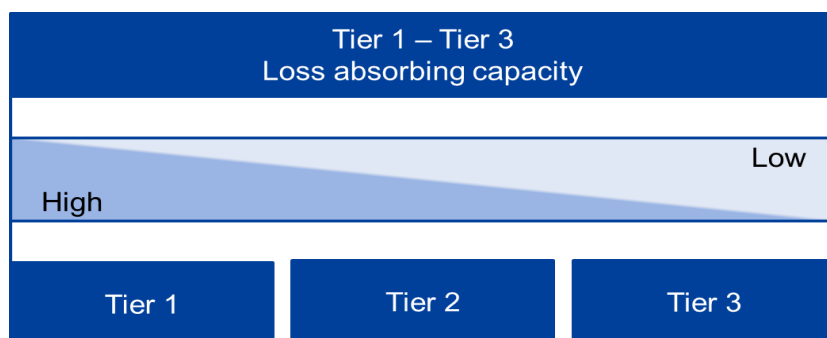 Tier 1 – Tier 3
Loss absorbing capacity
Low
High
Tier 1
Tier 2
Tier 3